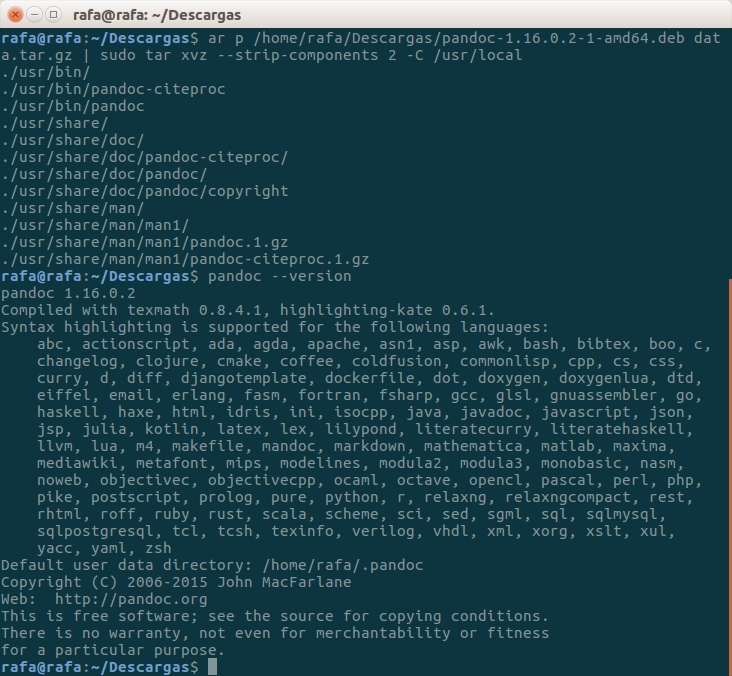 rafa@rafa: ~/Descargas
rafa@rafa:~/Descargas$ ar p /home/rafa/Descargas/pandoc-1.16.0.2-1-amd64.deb dat
a.tar.gz | sudo tar xvz --strip-components 2 -C /usr/local
./usr/bin/
./usr/bin/pandoc-citeproc
./usr/bin/pandoc
./usr/share/
./usr/share/doc/
./usr/share/doc/pandoc-citeproc/
./usr/share/doc/pandoc/
./usr/share/doc/pandoc/copyright
./usr/share/man/
./usr/share/man/man1/
./usr/share/man/man1/pandoc.1.gz
./usr/share/man/man1/pandoc-citeproc.1.gz
rafa@rafa:~/Descargas$ pandoc --version
pandoc 1.16.0.2
Compiled with texmath 0.8.4.1, highlighting-kate 0.6.1.
Syntax highlighting is supported for the following languages:
    abc, actionscript, ada, agda, apache, asn1, asp, awk, bash, bibtex, boo, c,
    changelog, clojure, cmake, coffee, coldfusion, commonlisp, cpp, cs, css,
    curry, d, diff, djangotemplate, dockerfile, dot, doxygen, doxygenlua, dtd,
    eiffel, email, erlang, fasm, fortran, fsharp, gcc, glsl, gnuassembler, go,
    haskell, haxe, html, idris, ini, isocpp, java, javadoc, javascript, json,
    jsp, julia, kotlin, latex, lex, lilypond, literatecurry, literatehaskell,
    llvm, lua, m4, makefile, mandoc, markdown, mathematica, matlab, maxima,
    mediawiki, metafont, mips, modelines, modula2, modula3, monobasic, nasm,
    noweb, objectivec, objectivecpp, ocaml, octave, opencl, pascal, perl, php,
    pike, postscript, prolog, pure, python, r, relaxng, relaxngcompact, rest,
    rhtml, roff, ruby, rust, scala, scheme, sci, sed, sgml, sql, sqlmysql,
    sqlpostgresql, tcl, tcsh, texinfo, verilog, vhdl, xml, xorg, xslt, xul,
    yacc, yaml, zsh
Default user data directory: /home/rafa/.pandoc
Copyright (C) 2006-2015 John MacFarlane
Web:  http://pandoc.org
This is free software; see the source for copying conditions.
There is no warranty, not even for merchantability or fitness
for a particular purpose.
rafa@rafa:~/Descargas$